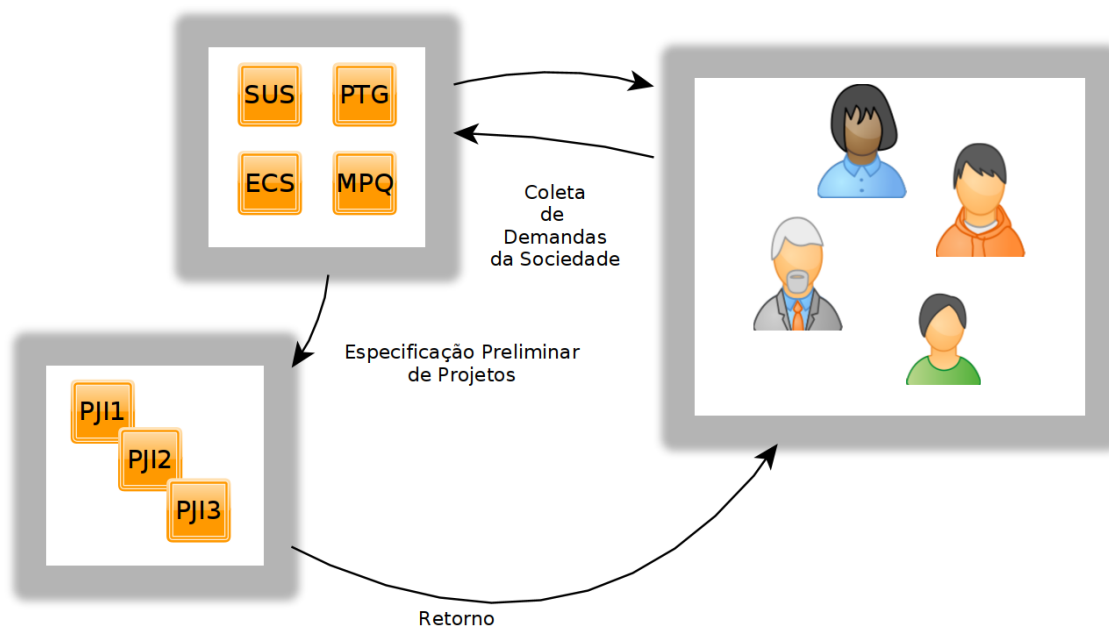 SUS
PTG
ECS
MPQ
Coleta
de
Demandas
da Sociedade
Especificação Preliminar
de Projetos
PJI1
PJI2
PJI3
Retorno